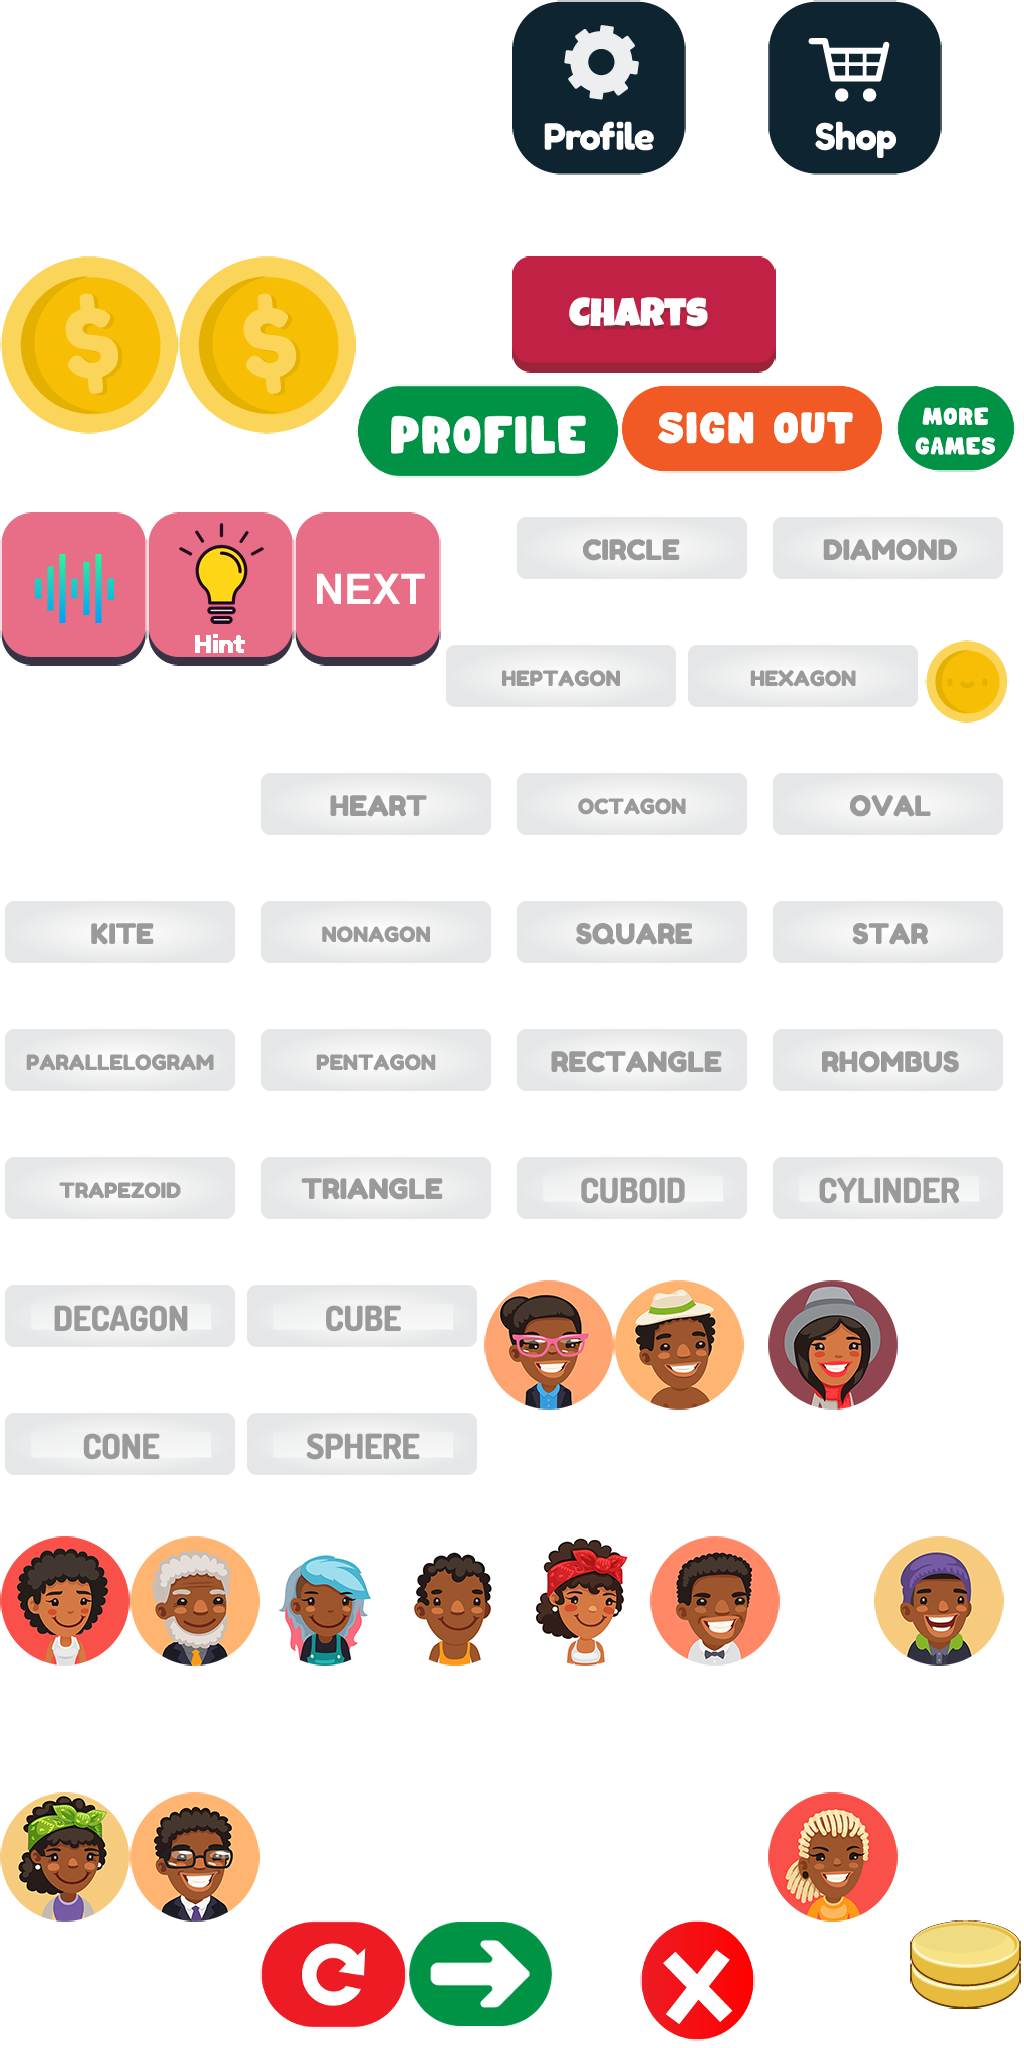 Profile
Shop
$
$
CHARTS
PROFILE
SIGN OUT
MORE
GAMES
Hint
NEXT
CIRCLE
DIAMOND
HEPTAGON
HEXAGON
HEART
OCTAGON
OVAL
KITE
NONAGON
SQUARE
STAR
PARALLELOGRAM
PENTAGON
RECTANGLE
RHOMBUS
TRAPEZOID
TRIANGLE
CUBOID
CYLINDER
DECAGON
CUBE
CONE
SPHERE